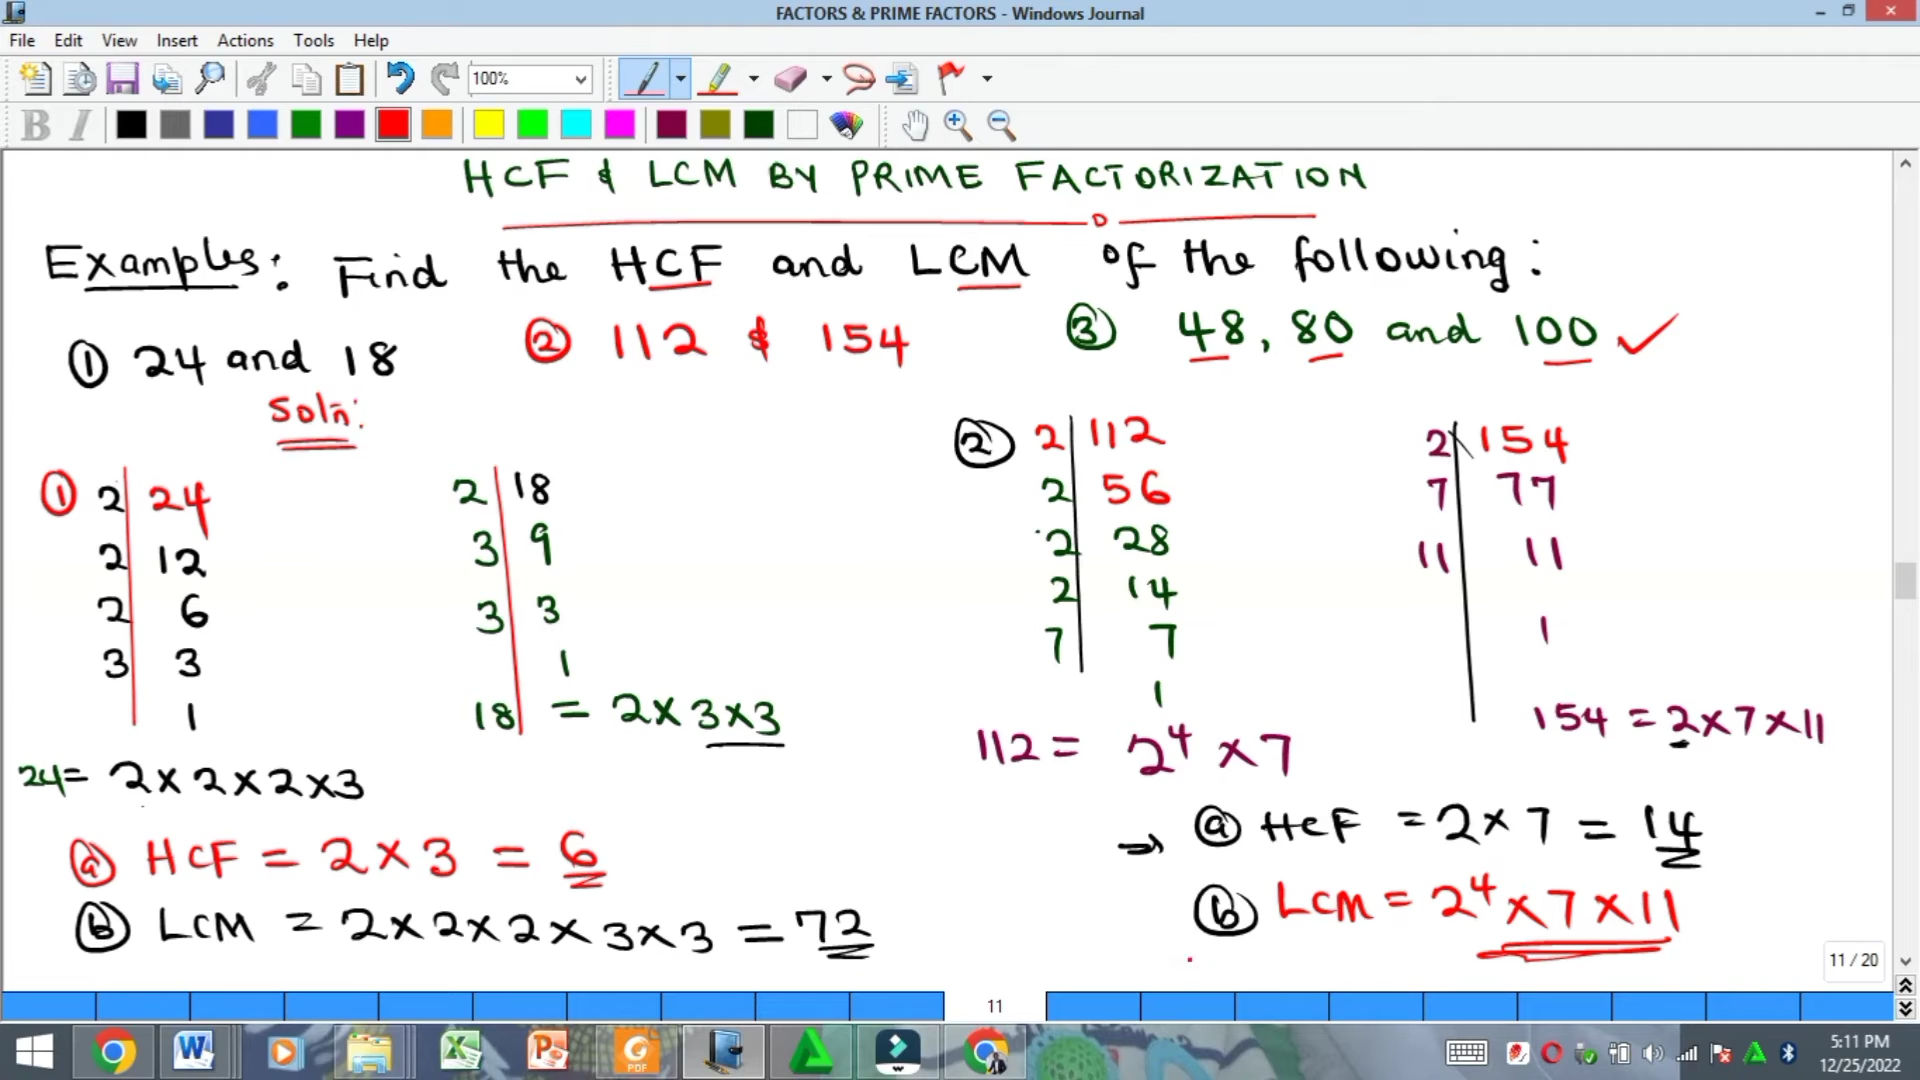 FACTORS & PRIME FACTORS - Windows Journal
File Edit View Insert Actions Tools Help
100%
B I
HCF & LCM BY PRIME FACTORIZATION
Examples: Find the HCF and LCM of the following:
① 24 and 18
② 112 & 154
③ 48, 80 and 100 ✓
Soln:
① 2 24
2 12
2 6
3 3
1
24 = 2 x 2 x 2 x 3
2 18
3 9
3 3
1
18 = 2 x 3 x 3
ⓐ HCF = 2 x 3 = 6
ⓑ LCM = 2 x 2 x 2 x 3 x 3 = 72
② 2 112
2 56
2 28
2 14
7 7
1
112 = 2⁴ x 7
2 154
7 77
11 11
1
154 = 2 x 7 x 11
⇒ ⓐ HCF = 2 x 7 = 14
ⓑ LCM = 2⁴ x 7 x 11
11 / 20
11
PDF
5:11 PM
12/25/2022